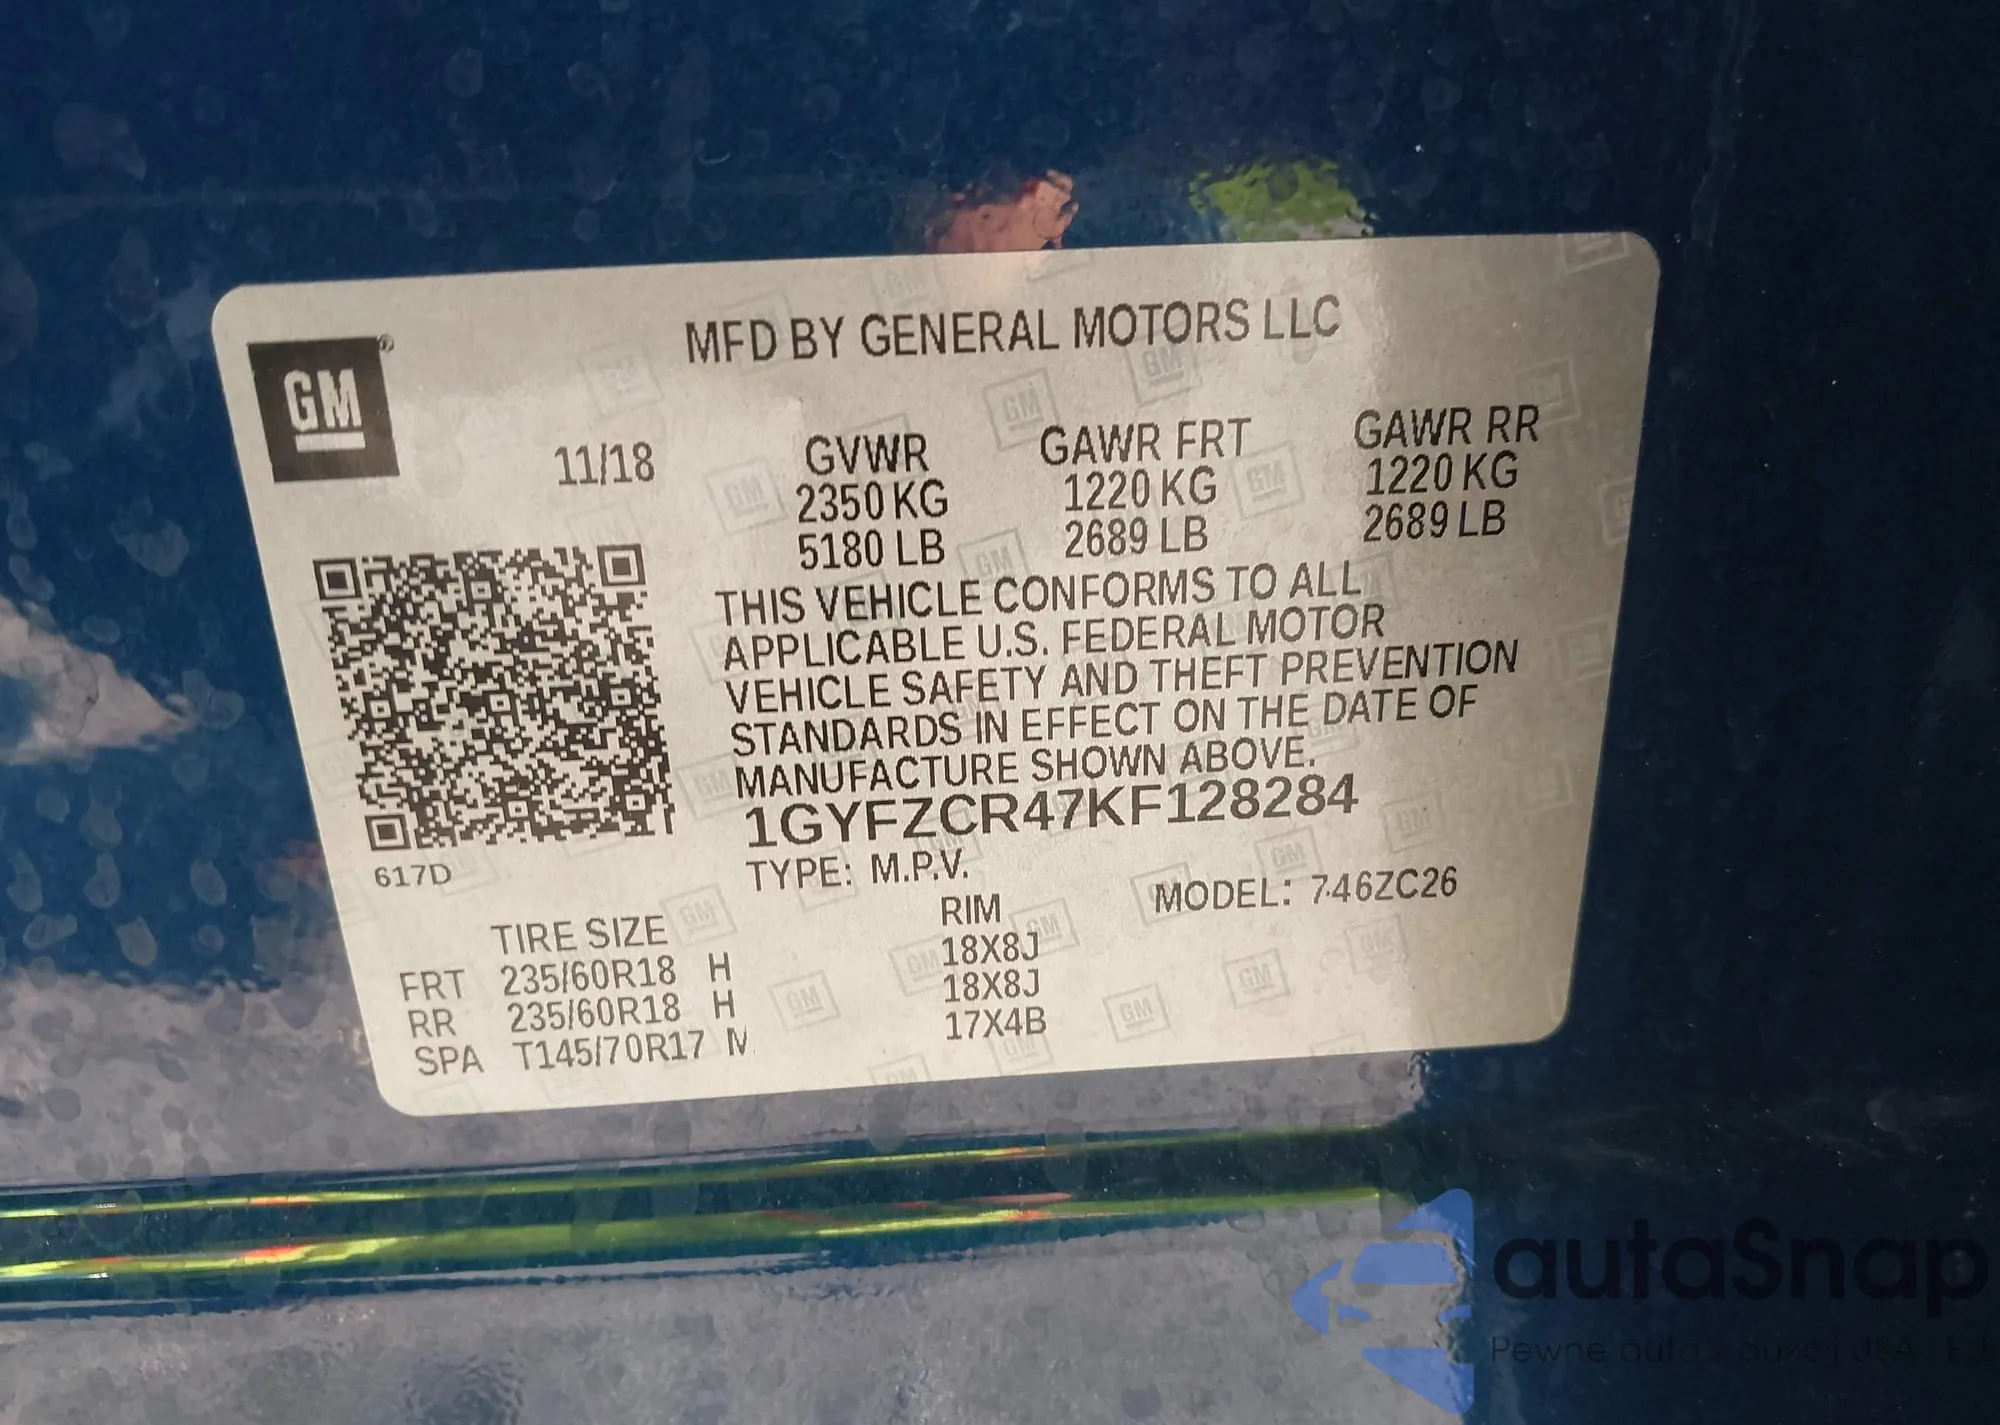 MFD BY GENERAL MOTORS LLC
GM
11/18
GVWR GAWR FRT GAWR RR
2350 KG 1220 KG 1220 KG
5180 LB 2689 LB 2689 LB
THIS VEHICLE CONFORMS TO ALL
APPLICABLE U.S. FEDERAL MOTOR
VEHICLE SAFETY AND THEFT PREVENTION
STANDARDS IN EFFECT ON THE DATE OF
MANUFACTURE SHOWN ABOVE.
1GYFZCR47KF128284
617D
TYPE: M.P.V.
MODEL: 746ZC26
TIRE SIZE RIM
FRT 235/60R18 H 18X8J
RR 235/60R18 H 18X8J
SPA T145/70R17 M 17X4B
autaSnap
Pewne auta